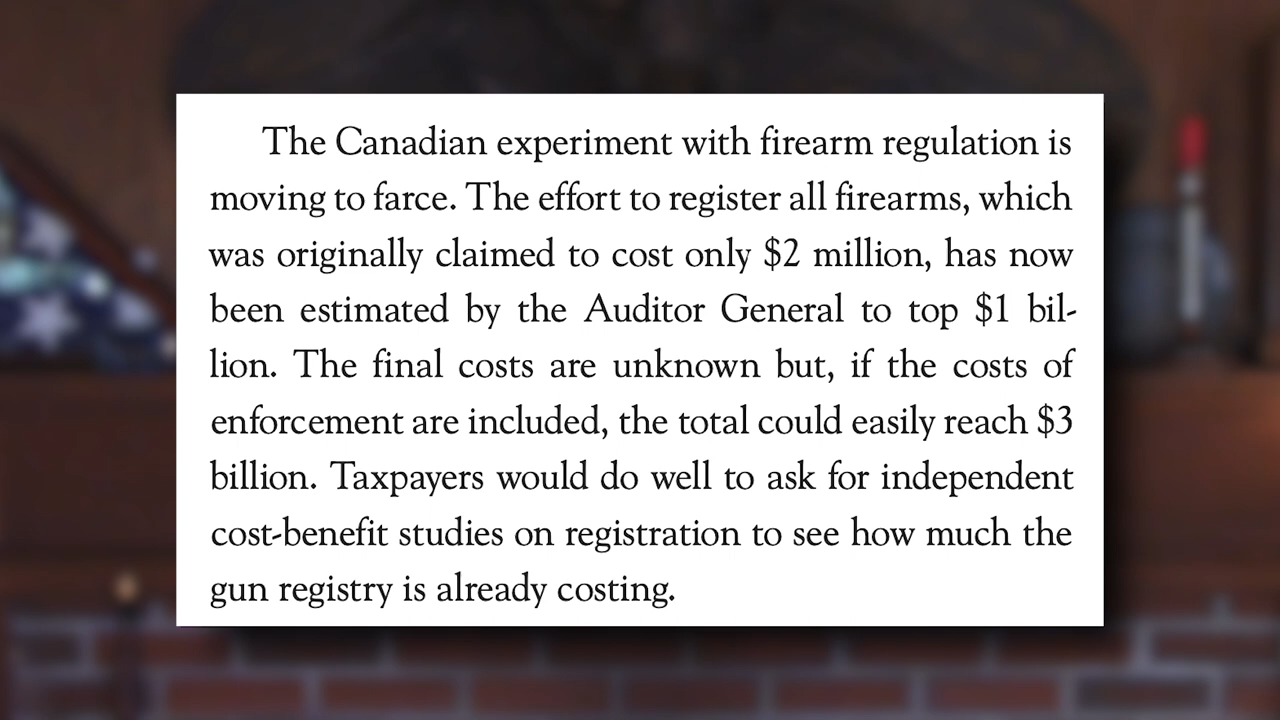 The Canadian experiment with firearm regulation is
moving to farce. The effort to register all firearms, which
was originally claimed to cost only $2 million, has now
been estimated by the Auditor General to top $1 bil-
lion. The final costs are unknown but, if the costs of
enforcement are included, the total could easily reach $3
billion. Taxpayers would do well to ask for independent
cost-benefit studies on registration to see how much the
gun registry is already costing.